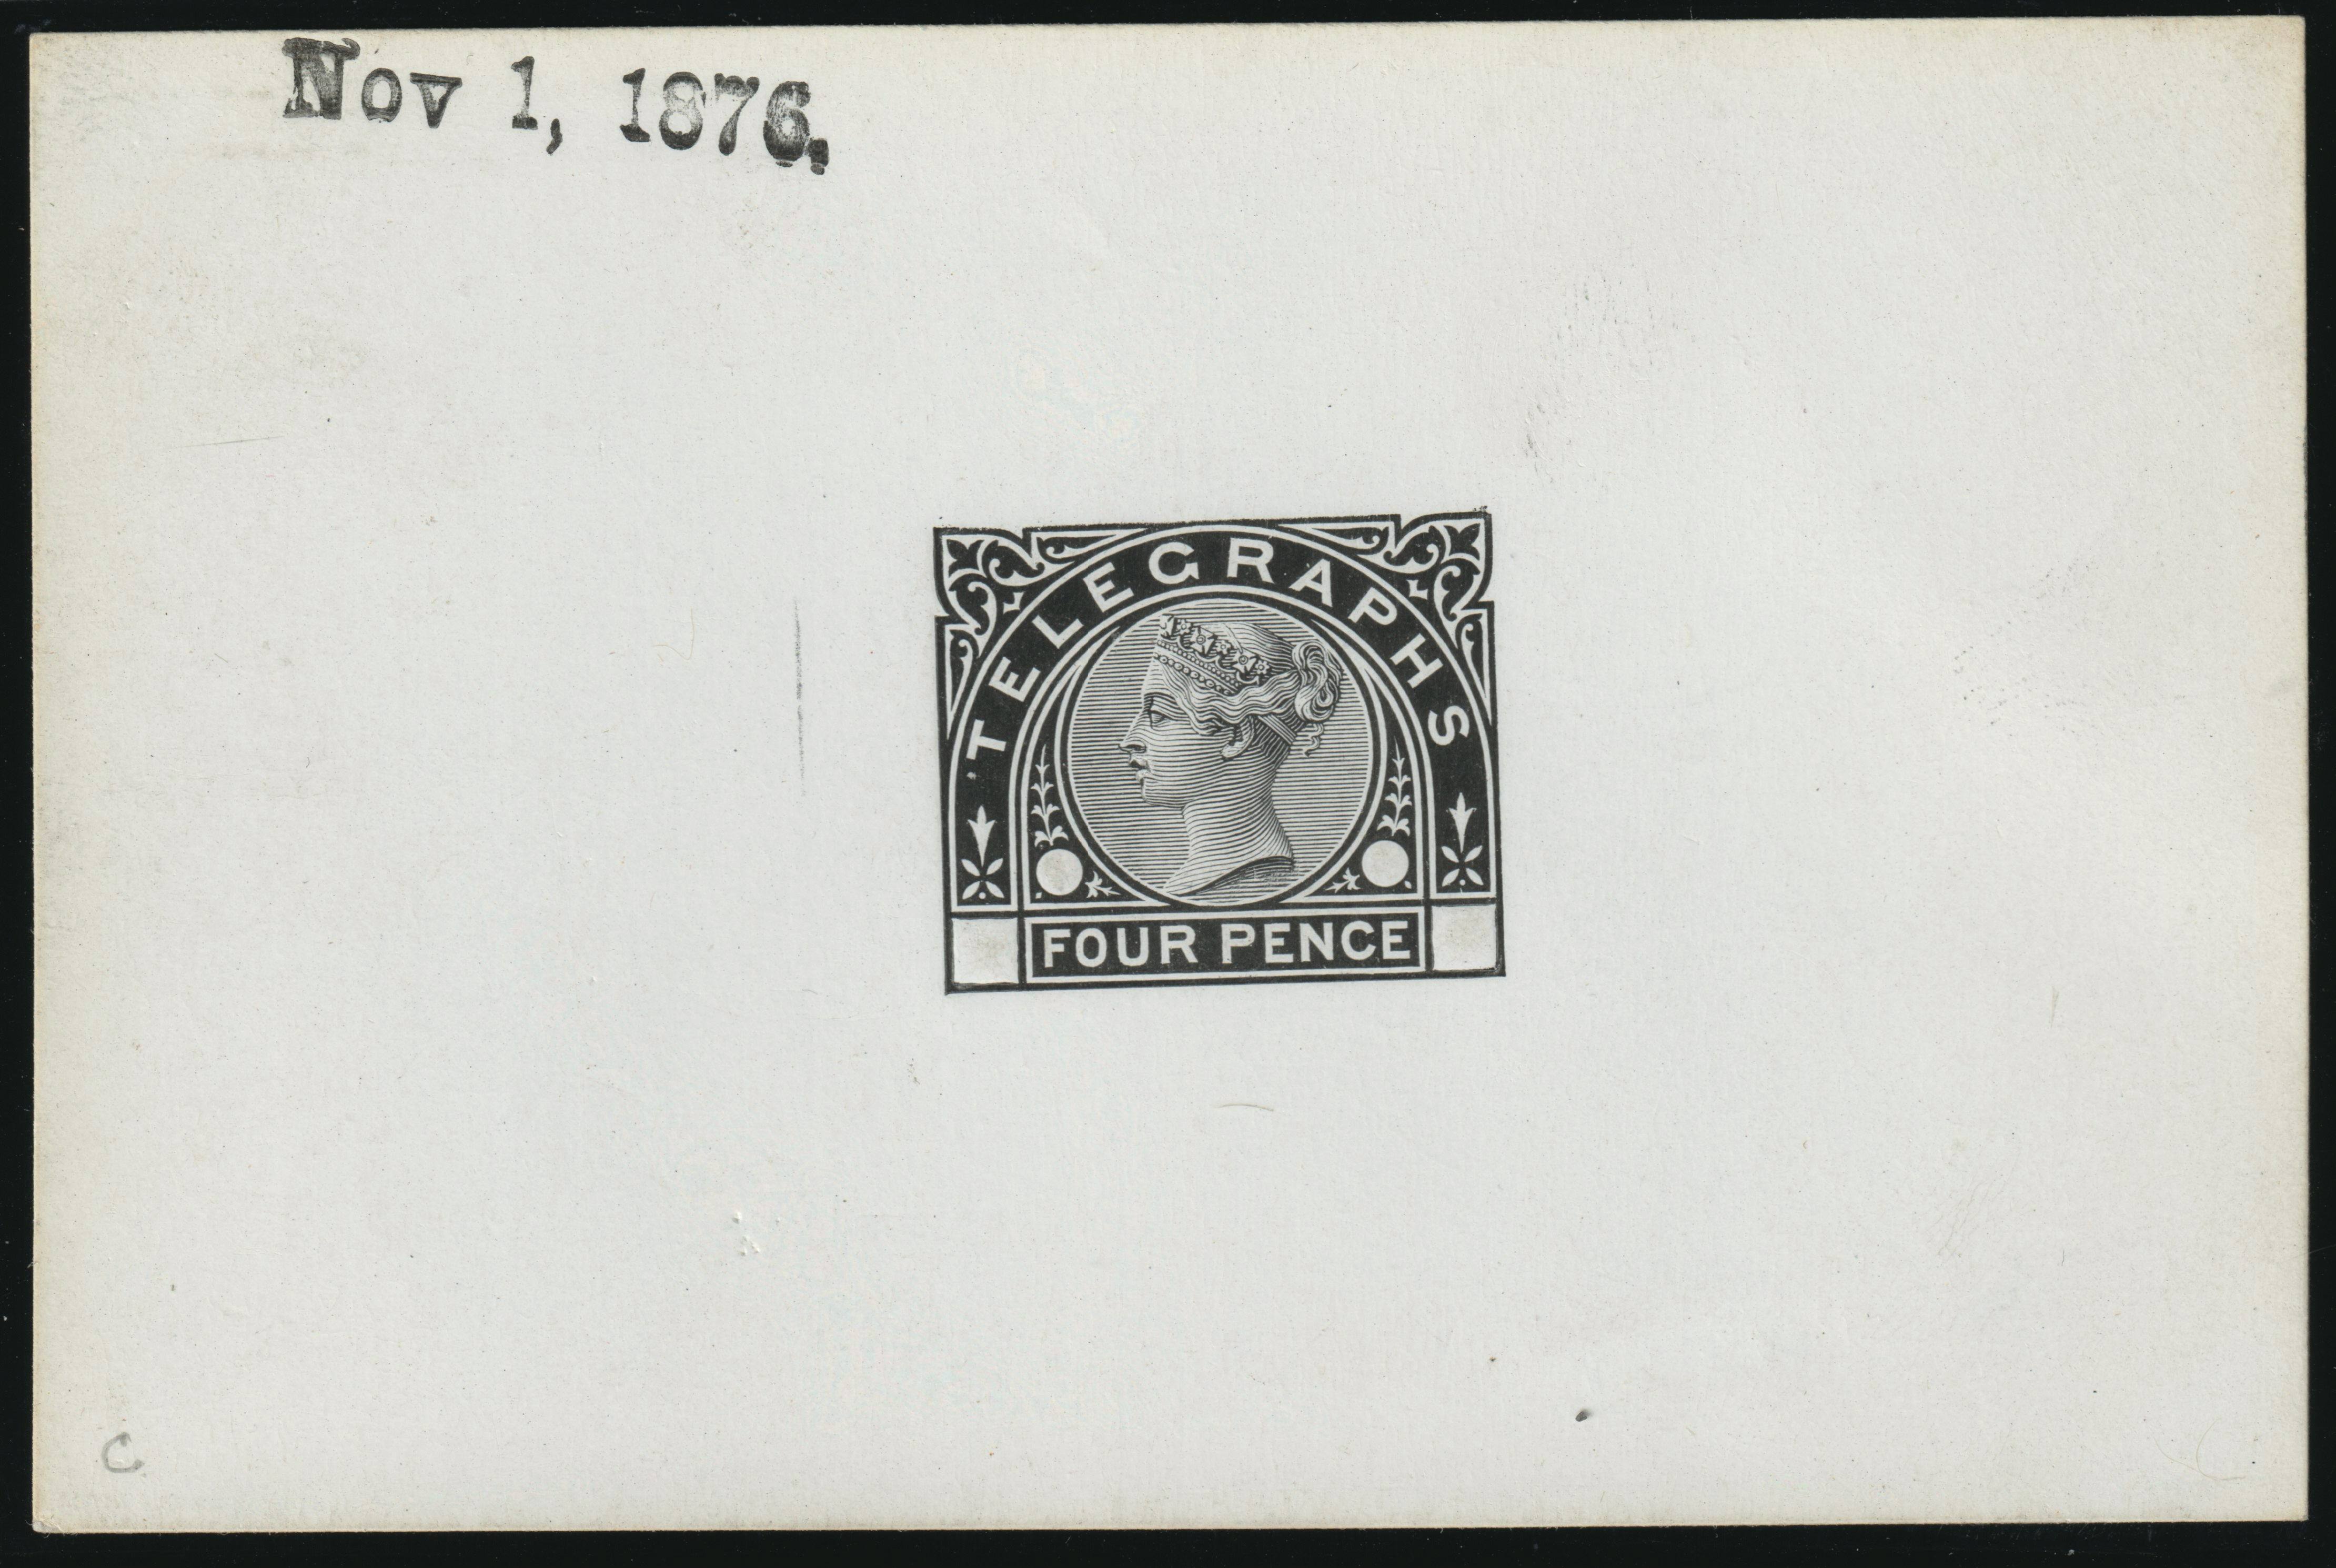 Nov 1, 1876.
TELEGRAPHS
FOUR PENCE
C